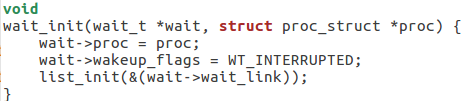 void
wait_init(wait_t *wait, struct proc_struct *proc) {
    wait->proc = proc;
    wait->wakeup_flags = WT_INTERRUPTED;
    list_init(&(wait->wait_link));
}